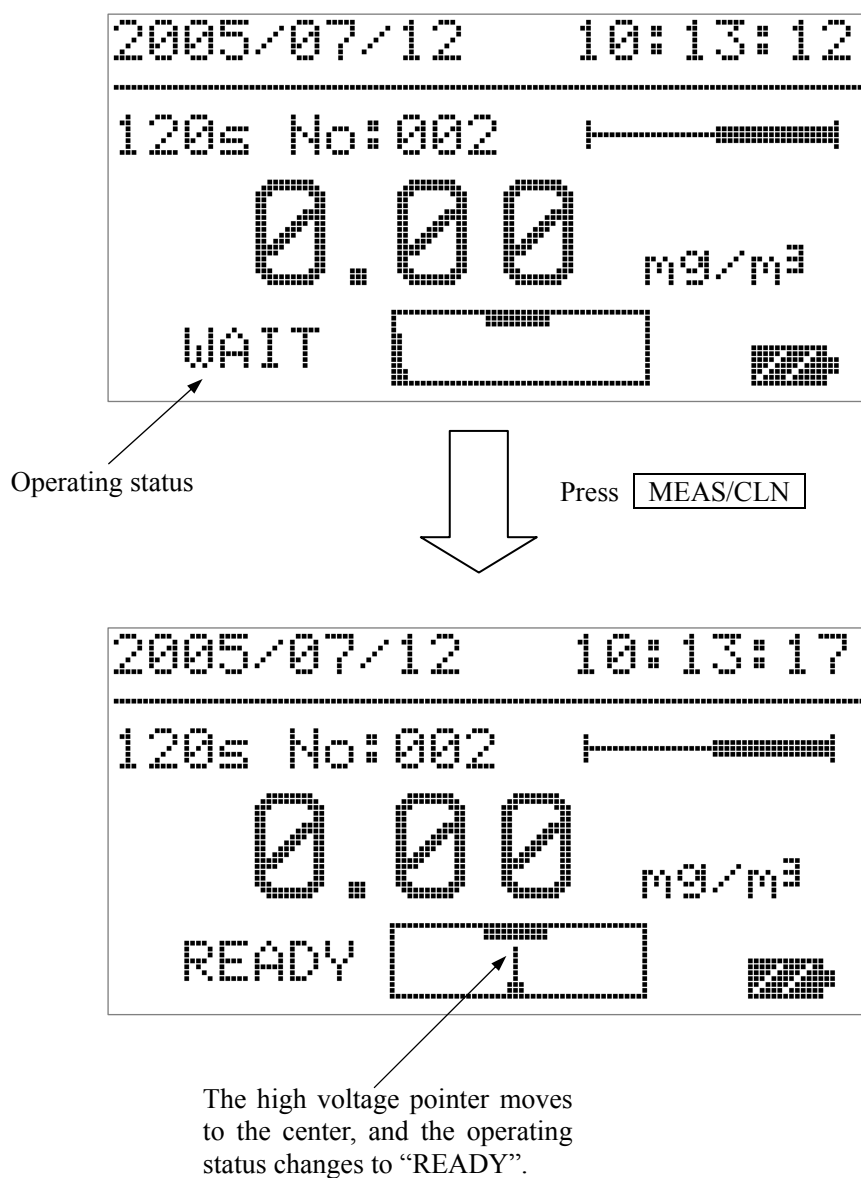 2005/07/12 10:13:12
120s No:002
0.00 mg/m³
WAIT
Operating status
Press MEAS/CLN
2005/07/12 10:13:17
120s No:002
0.00 mg/m³
READY
The high voltage pointer moves
to the center, and the operating
status changes to “READY”.